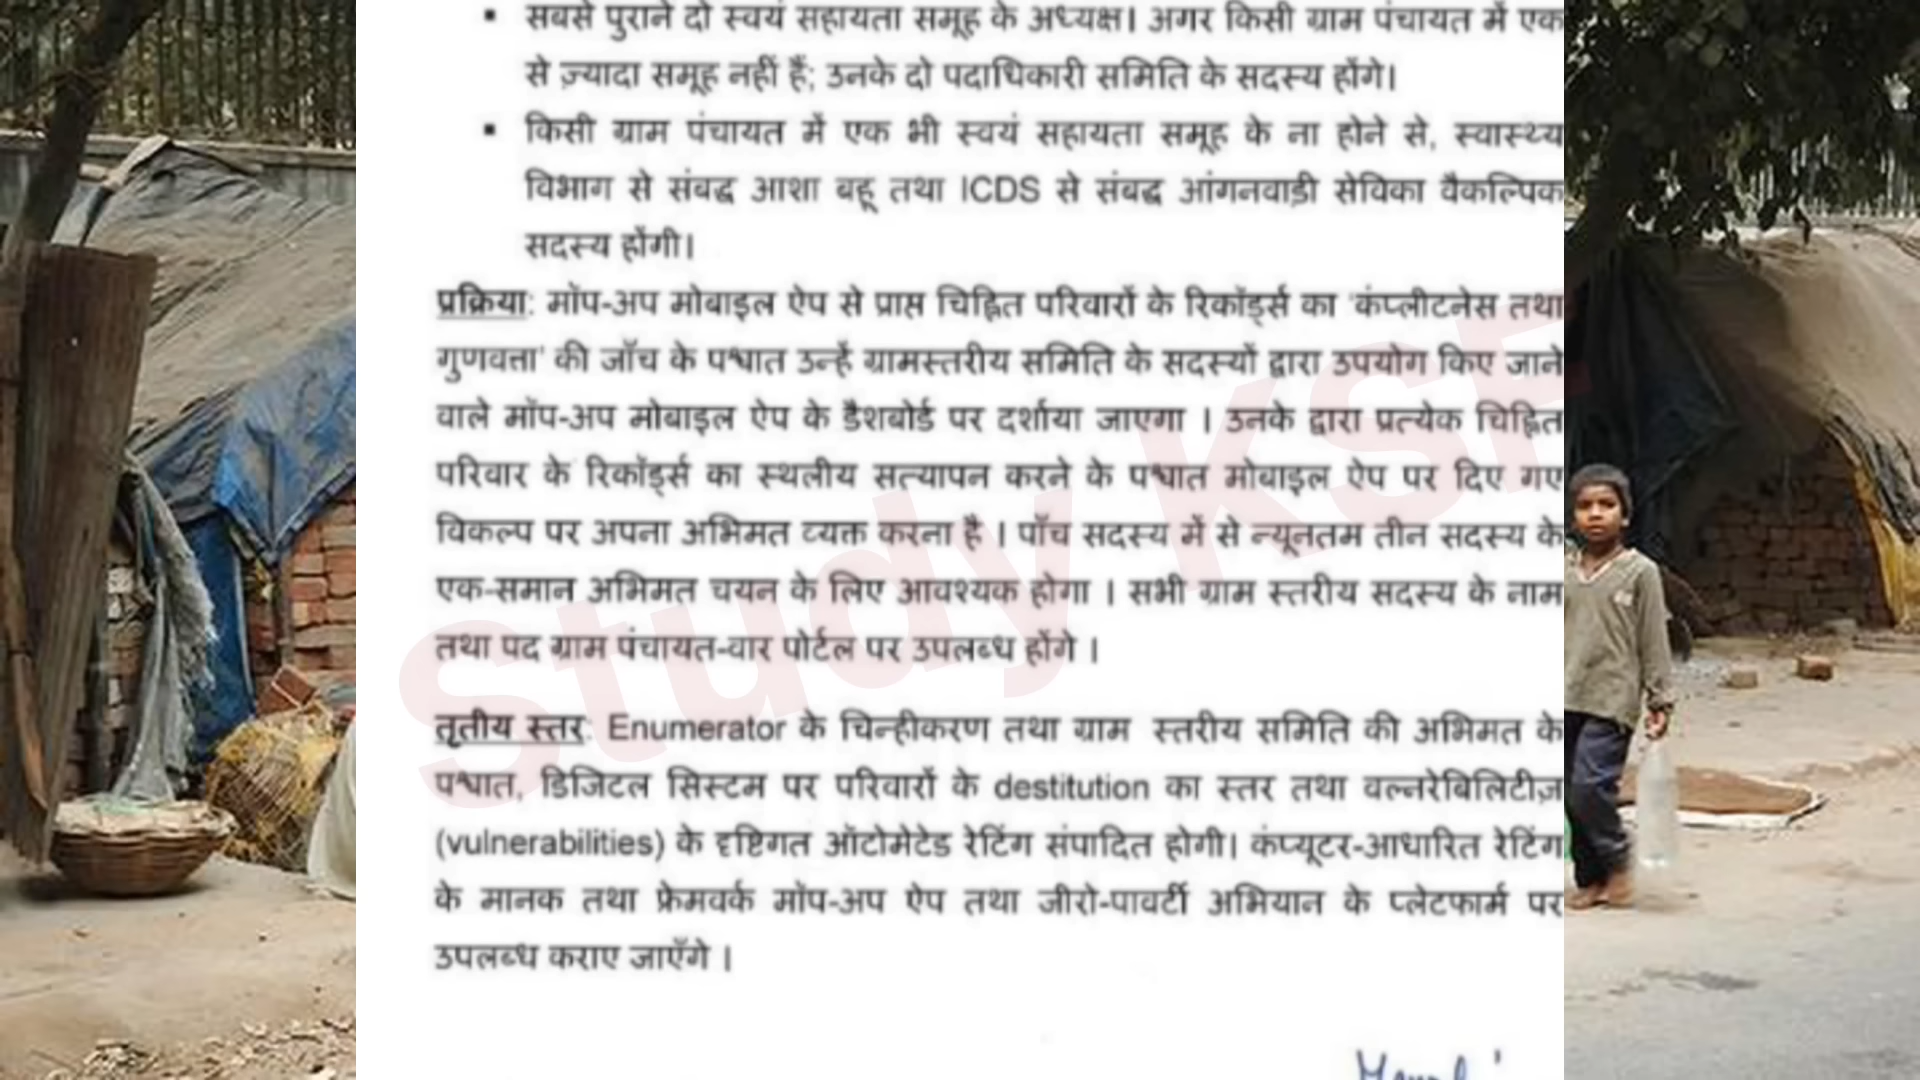 ▪ सबसे पुराने दो स्वयं सहायता समूह के अध्यक्ष। अगर किसी ग्राम पंचायत में एक
से ज़्यादा समूह नहीं हैं; उनके दो पदाधिकारी समिति के सदस्य होंगे।
▪ किसी ग्राम पंचायत में एक भी स्वयं सहायता समूह के ना होने से, स्वास्थ्य
विभाग से संबद्ध आशा बहू तथा ICDS से संबद्ध आंगनवाड़ी सेविका वैकल्पिक
सदस्य होंगी।
प्रक्रिया: मॉप-अप मोबाइल ऐप से प्राप्त चिह्नित परिवारों के रिकॉर्ड्स का 'कंप्लीटनेस तथा
गुणवत्ता' की जाँच के पश्चात उन्हें ग्रामस्तरीय समिति के सदस्यों द्वारा उपयोग किए जाने
वाले मॉप-अप मोबाइल ऐप के डैशबोर्ड पर दर्शाया जाएगा । उनके द्वारा प्रत्येक चिह्नित
परिवार के रिकॉर्ड्स का स्थलीय सत्यापन करने के पश्चात मोबाइल ऐप पर दिए गए
विकल्प पर अपना अभिमत व्यक्त करना है । पाँच सदस्य में से न्यूनतम तीन सदस्य के
एक-समान अभिमत चयन के लिए आवश्यक होगा । सभी ग्राम स्तरीय सदस्य के नाम
तथा पद ग्राम पंचायत-वार पोर्टल पर उपलब्ध होंगे ।
तृतीय स्तर: Enumerator के चिन्हीकरण तथा ग्राम स्तरीय समिति की अभिमत के
पश्चात, डिजिटल सिस्टम पर परिवारों के destitution का स्तर तथा वल्नरेबिलिटीज़
(vulnerabilities) के दृष्टिगत ऑटोमेटेड रेटिंग संपादित होगी। कंप्यूटर-आधारित रेटिंग
के मानक तथा फ्रेमवर्क मॉप-अप ऐप तथा जीरो-पावर्टी अभियान के प्लेटफार्म पर
उपलब्ध कराए जाएँगे ।
Study KSF